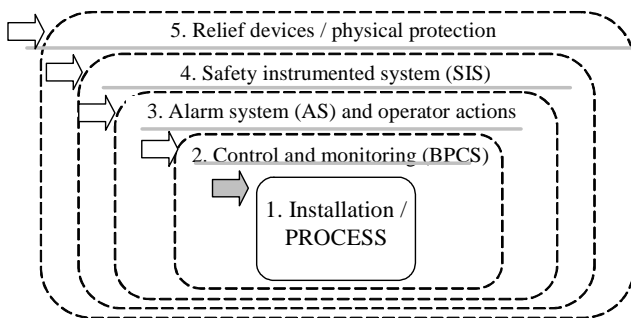 5. Relief devices / physical protection
4. Safety instrumented system (SIS)
3. Alarm system (AS) and operator actions
2. Control and monitoring (BPCS)
1. Installation /
PROCESS